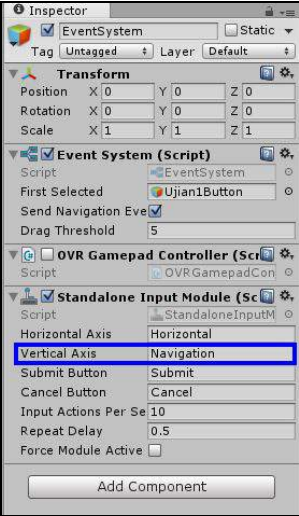 Inspector
EventSystem Static
Tag Untagged Layer Default
Transform
Position X 0 Y 0 Z 0
Rotation X 0 Y 0 Z 0
Scale X 1 Y 1 Z 1
Event System (Script)
Script EventSystem
First Selected Ujian1Button
Send Navigation Eve
Drag Threshold 5
OVR Gamepad Controller (Scr
Script OVRGamepadCon
Standalone Input Module (Sc
Script StandaloneInputM
Horizontal Axis Horizontal
Vertical Axis Navigation
Submit Button Submit
Cancel Button Cancel
Input Actions Per Se 10
Repeat Delay 0.5
Force Module Active
Add Component